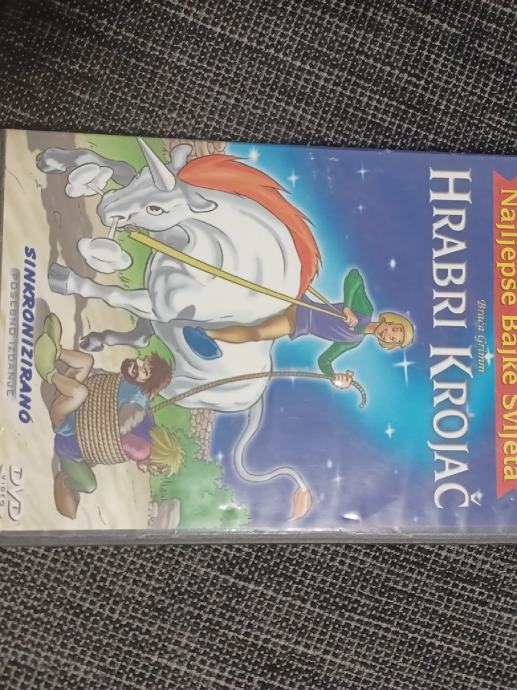 Najljepše Bajke Svijeta
Braća Grimm
HRABRI KROJAČ
SINKRONIZIRANO
POSEBNO IZDANJE
DVD
VIDEO